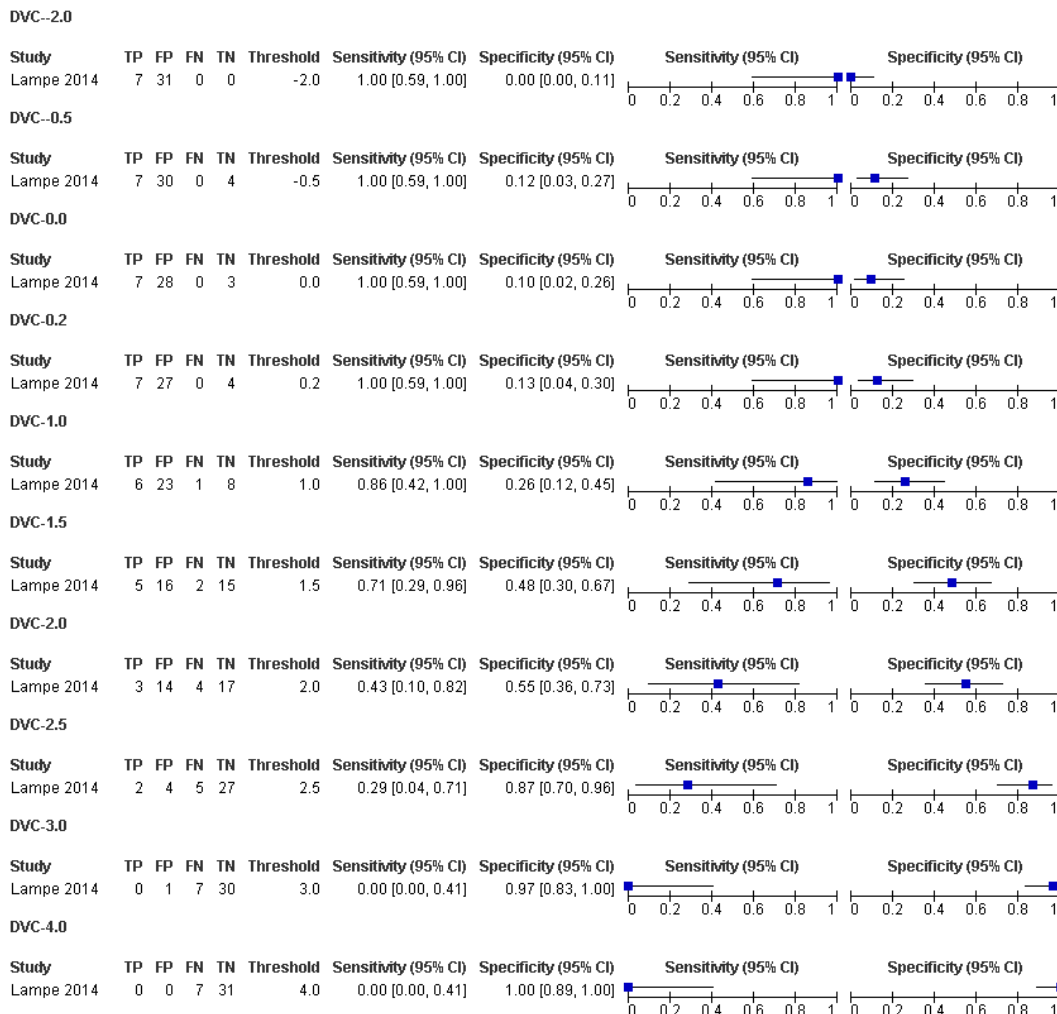 DVC--2.0
Study TP FP FN TN Threshold Sensitivity (95% CI) Specificity (95% CI) Sensitivity (95% CI) Specificity (95% CI)
Lampe 2014 7 31 0 0 -2.0 1.00 [0.59, 1.00] 0.00 [0.00, 0.11]
0 0.2 0.4 0.6 0.8 1 0 0.2 0.4 0.6 0.8 1
DVC--0.5
Study TP FP FN TN Threshold Sensitivity (95% CI) Specificity (95% CI) Sensitivity (95% CI) Specificity (95% CI)
Lampe 2014 7 30 0 4 -0.5 1.00 [0.59, 1.00] 0.12 [0.03, 0.27]
0 0.2 0.4 0.6 0.8 1 0 0.2 0.4 0.6 0.8 1
DVC-0.0
Study TP FP FN TN Threshold Sensitivity (95% CI) Specificity (95% CI) Sensitivity (95% CI) Specificity (95% CI)
Lampe 2014 7 28 0 3 0.0 1.00 [0.59, 1.00] 0.10 [0.02, 0.26]
0 0.2 0.4 0.6 0.8 1 0 0.2 0.4 0.6 0.8 1
DVC-0.2
Study TP FP FN TN Threshold Sensitivity (95% CI) Specificity (95% CI) Sensitivity (95% CI) Specificity (95% CI)
Lampe 2014 7 27 0 4 0.2 1.00 [0.59, 1.00] 0.13 [0.04, 0.30]
0 0.2 0.4 0.6 0.8 1 0 0.2 0.4 0.6 0.8 1
DVC-1.0
Study TP FP FN TN Threshold Sensitivity (95% CI) Specificity (95% CI) Sensitivity (95% CI) Specificity (95% CI)
Lampe 2014 6 23 1 8 1.0 0.86 [0.42, 1.00] 0.26 [0.12, 0.45]
0 0.2 0.4 0.6 0.8 1 0 0.2 0.4 0.6 0.8 1
DVC-1.5
Study TP FP FN TN Threshold Sensitivity (95% CI) Specificity (95% CI) Sensitivity (95% CI) Specificity (95% CI)
Lampe 2014 5 16 2 15 1.5 0.71 [0.29, 0.96] 0.48 [0.30, 0.67]
0 0.2 0.4 0.6 0.8 1 0 0.2 0.4 0.6 0.8 1
DVC-2.0
Study TP FP FN TN Threshold Sensitivity (95% CI) Specificity (95% CI) Sensitivity (95% CI) Specificity (95% CI)
Lampe 2014 3 14 4 17 2.0 0.43 [0.10, 0.82] 0.55 [0.36, 0.73]
0 0.2 0.4 0.6 0.8 1 0 0.2 0.4 0.6 0.8 1
DVC-2.5
Study TP FP FN TN Threshold Sensitivity (95% CI) Specificity (95% CI) Sensitivity (95% CI) Specificity (95% CI)
Lampe 2014 2 4 5 27 2.5 0.29 [0.04, 0.71] 0.87 [0.70, 0.96]
0 0.2 0.4 0.6 0.8 1 0 0.2 0.4 0.6 0.8 1
DVC-3.0
Study TP FP FN TN Threshold Sensitivity (95% CI) Specificity (95% CI) Sensitivity (95% CI) Specificity (95% CI)
Lampe 2014 0 1 7 30 3.0 0.00 [0.00, 0.41] 0.97 [0.83, 1.00]
0 0.2 0.4 0.6 0.8 1 0 0.2 0.4 0.6 0.8 1
DVC-4.0
Study TP FP FN TN Threshold Sensitivity (95% CI) Specificity (95% CI) Sensitivity (95% CI) Specificity (95% CI)
Lampe 2014 0 0 7 31 4.0 0.00 [0.00, 0.41] 1.00 [0.89, 1.00]
0 0.2 0.4 0.6 0.8 1 0 0.2 0.4 0.6 0.8 1